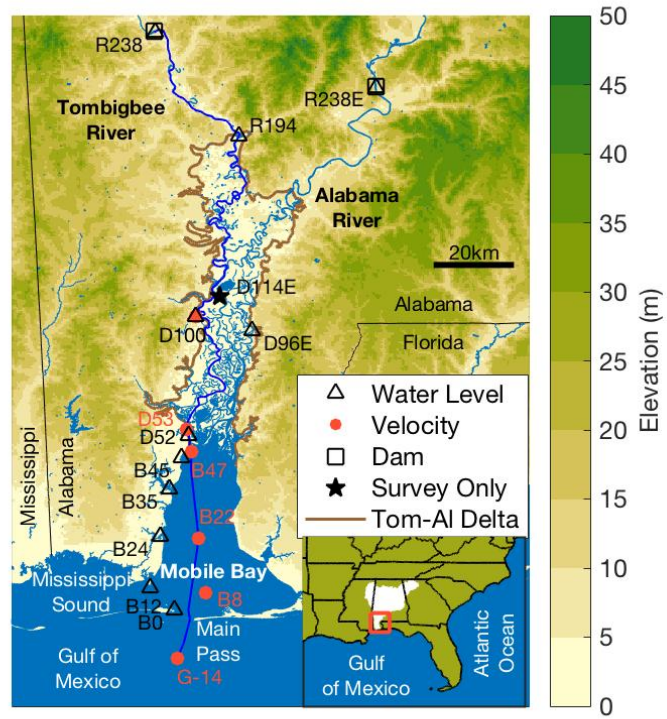 R238
Tombigbee
River
R238E
R194
Alabama
River
20km
D114E
D100
D96E
Alabama
Florida
D53
D52
B45
B47
B35
B22
B24
Mississippi
Alabama
Water Level
Velocity
Dam
Survey Only
Tom-Al Delta
Mississippi
Sound
Mobile Bay
B12
B8
B0
Main
Pass
Gulf of
Mexico
G-14
Gulf
of Mexico
Atlantic
Ocean
50
45
40
35
30
25
20
15
10
5
0
Elevation (m)